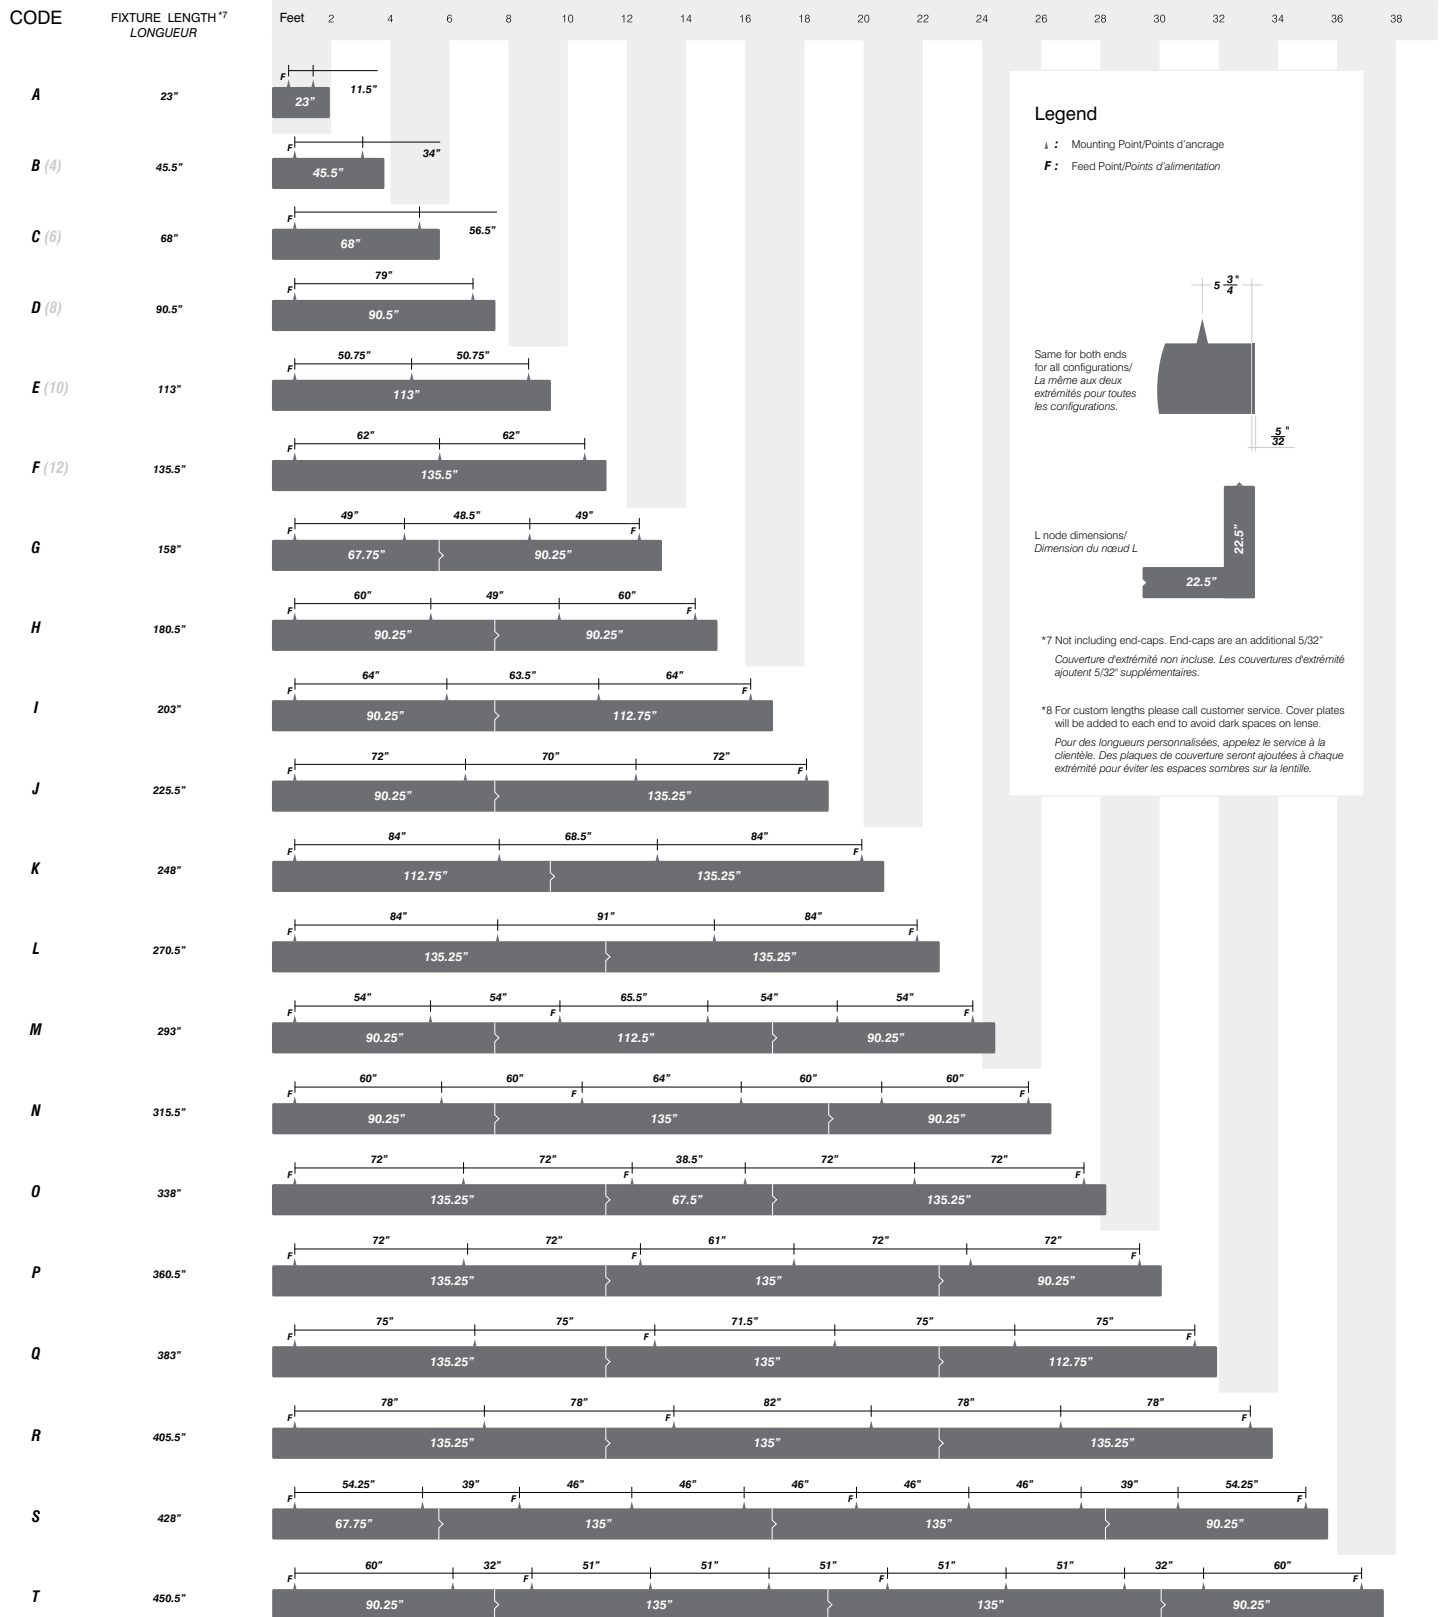 CODE
FIXTURE LENGTH *7
LONGUEUR
Feet 2 4 6 8 10 12 14 16 18 20 22 24 26 28 30 32 34 36 38
A 23” F 11.5”
23”
B (4) 45.5” F 34”
45.5”
C (6) 68” F 56.5”
68”
79”
D (8) 90.5” F
90.5”
50.75” 50.75”
E (10) 113” F
113”
62” 62”
F (12) 135.5” F
135.5”
49” 48.5” 49”
G 158” F F
67.75” 90.25”
60” 49” 60”
H 180.5” F F
90.25” 90.25”
64” 63.5” 64”
I 203” F F
90.25” 112.75”
72” 70” 72”
J 225.5” F F
90.25” 135.25”
84” 68.5” 84”
K 248” F F
112.75” 135.25”
84” 91” 84”
L 270.5” F F
135.25” 135.25”
54” 54” 65.5” 54” 54”
M 293” F F F
90.25” 112.5” 90.25”
60” 60” 64” 60” 60”
N 315.5” F F F
90.25” 135” 90.25”
72” 72” 38.5” 72” 72”
O 338” F F F
135.25” 67.5” 135.25”
72” 72” 61” 72” 72”
P 360.5” F F F
135.25” 135” 90.25”
75” 75” 71.5” 75” 75”
Q 383” F F F
135.25” 135” 112.75”
78” 78” 82” 78” 78”
R 405.5” F F F
135.25” 135” 135.25”
54.25” 39” 46” 46” 46” 46” 46” 39” 54.25”
S 428” F F F F
67.75” 135” 135” 90.25”
60” 32” 51” 51” 51” 51” 51” 32” 60”
T 450.5” F F F F
90.25” 135” 135” 90.25”
Legend
: Mounting Point/Points d’ancrage
F : Feed Point/Points d’alimentation
5 3/4"
Same for both ends
for all configurations/
La même aux deux
extrémités pour toutes
les configurations.
5/32"
L node dimensions/
Dimension du nœud L
22.5”
22.5”
*7 Not including end-caps. End-caps are an additional 5/32”
Couverture d'extrémité non incluse. Les couvertures d'extrémité
ajoutent 5/32" supplémentaires.
*8 For custom lengths please call customer service. Cover plates
will be added to each end to avoid dark spaces on lense.
Pour des longueurs personnalisées, appelez le service à la
clientèle. Des plaques de couverture seront ajoutées à chaque
extrémité pour éviter les espaces sombres sur la lentille.